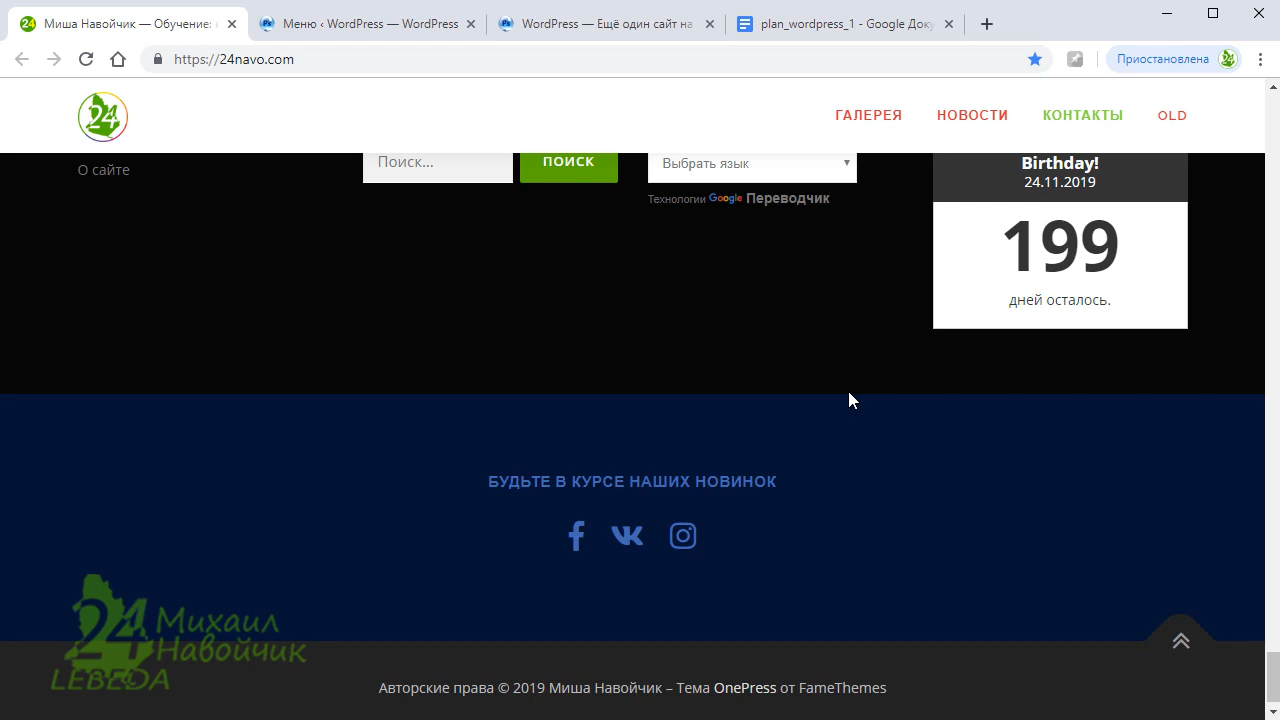 Миша Навойчик — Обучение:
Меню ‹ WordPress — WordPress
WordPress — Ещё один сайт на
plan_wordpress_1 - Google Доку
https://24navo.com
Приостановлена
24
ГАЛЕРЕЯ
НОВОСТИ
КОНТАКТЫ
OLD
О сайте
Поиск...
ПОИСК
Выбрать язык
Технологии Google Переводчик
Birthday!
24.11.2019
199
дней осталось.
БУДЬТЕ В КУРСЕ НАШИХ НОВИНОК
24
Михаил
Навойчик
LEBEDA
Авторские права © 2019 Миша Навойчик – Тема OnePress от FameThemes